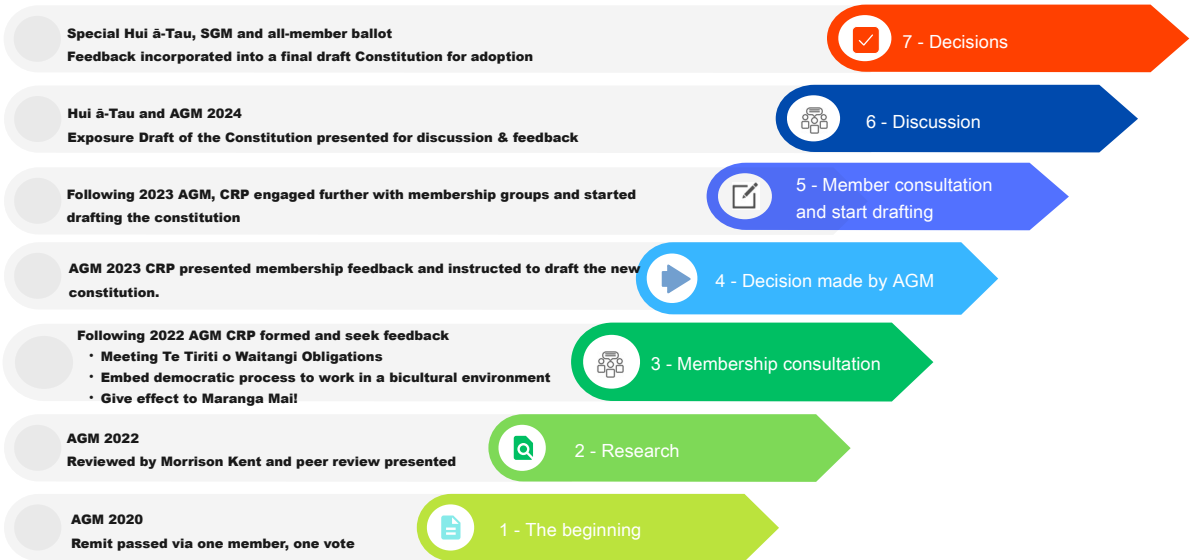 Special Hui ā-Tau, SGM and all-member ballot
Feedback incorporated into a final draft Constitution for adoption
7 - Decisions
Hui ā-Tau and AGM 2024
Exposure Draft of the Constitution presented for discussion & feedback
6 - Discussion
Following 2023 AGM, CRP engaged further with membership groups and started
drafting the constitution
5 - Member consultation
and start drafting
AGM 2023 CRP presented membership feedback and instructed to draft the new
constitution.
4 - Decision made by AGM
Following 2022 AGM CRP formed and seek feedback
• Meeting Te Tiriti o Waitangi Obligations
• Embed democratic process to work in a bicultural environment
• Give effect to Maranga Mai!
3 - Membership consultation
AGM 2022
Reviewed by Morrison Kent and peer review presented
2 - Research
AGM 2020
Remit passed via one member, one vote
1 - The beginning